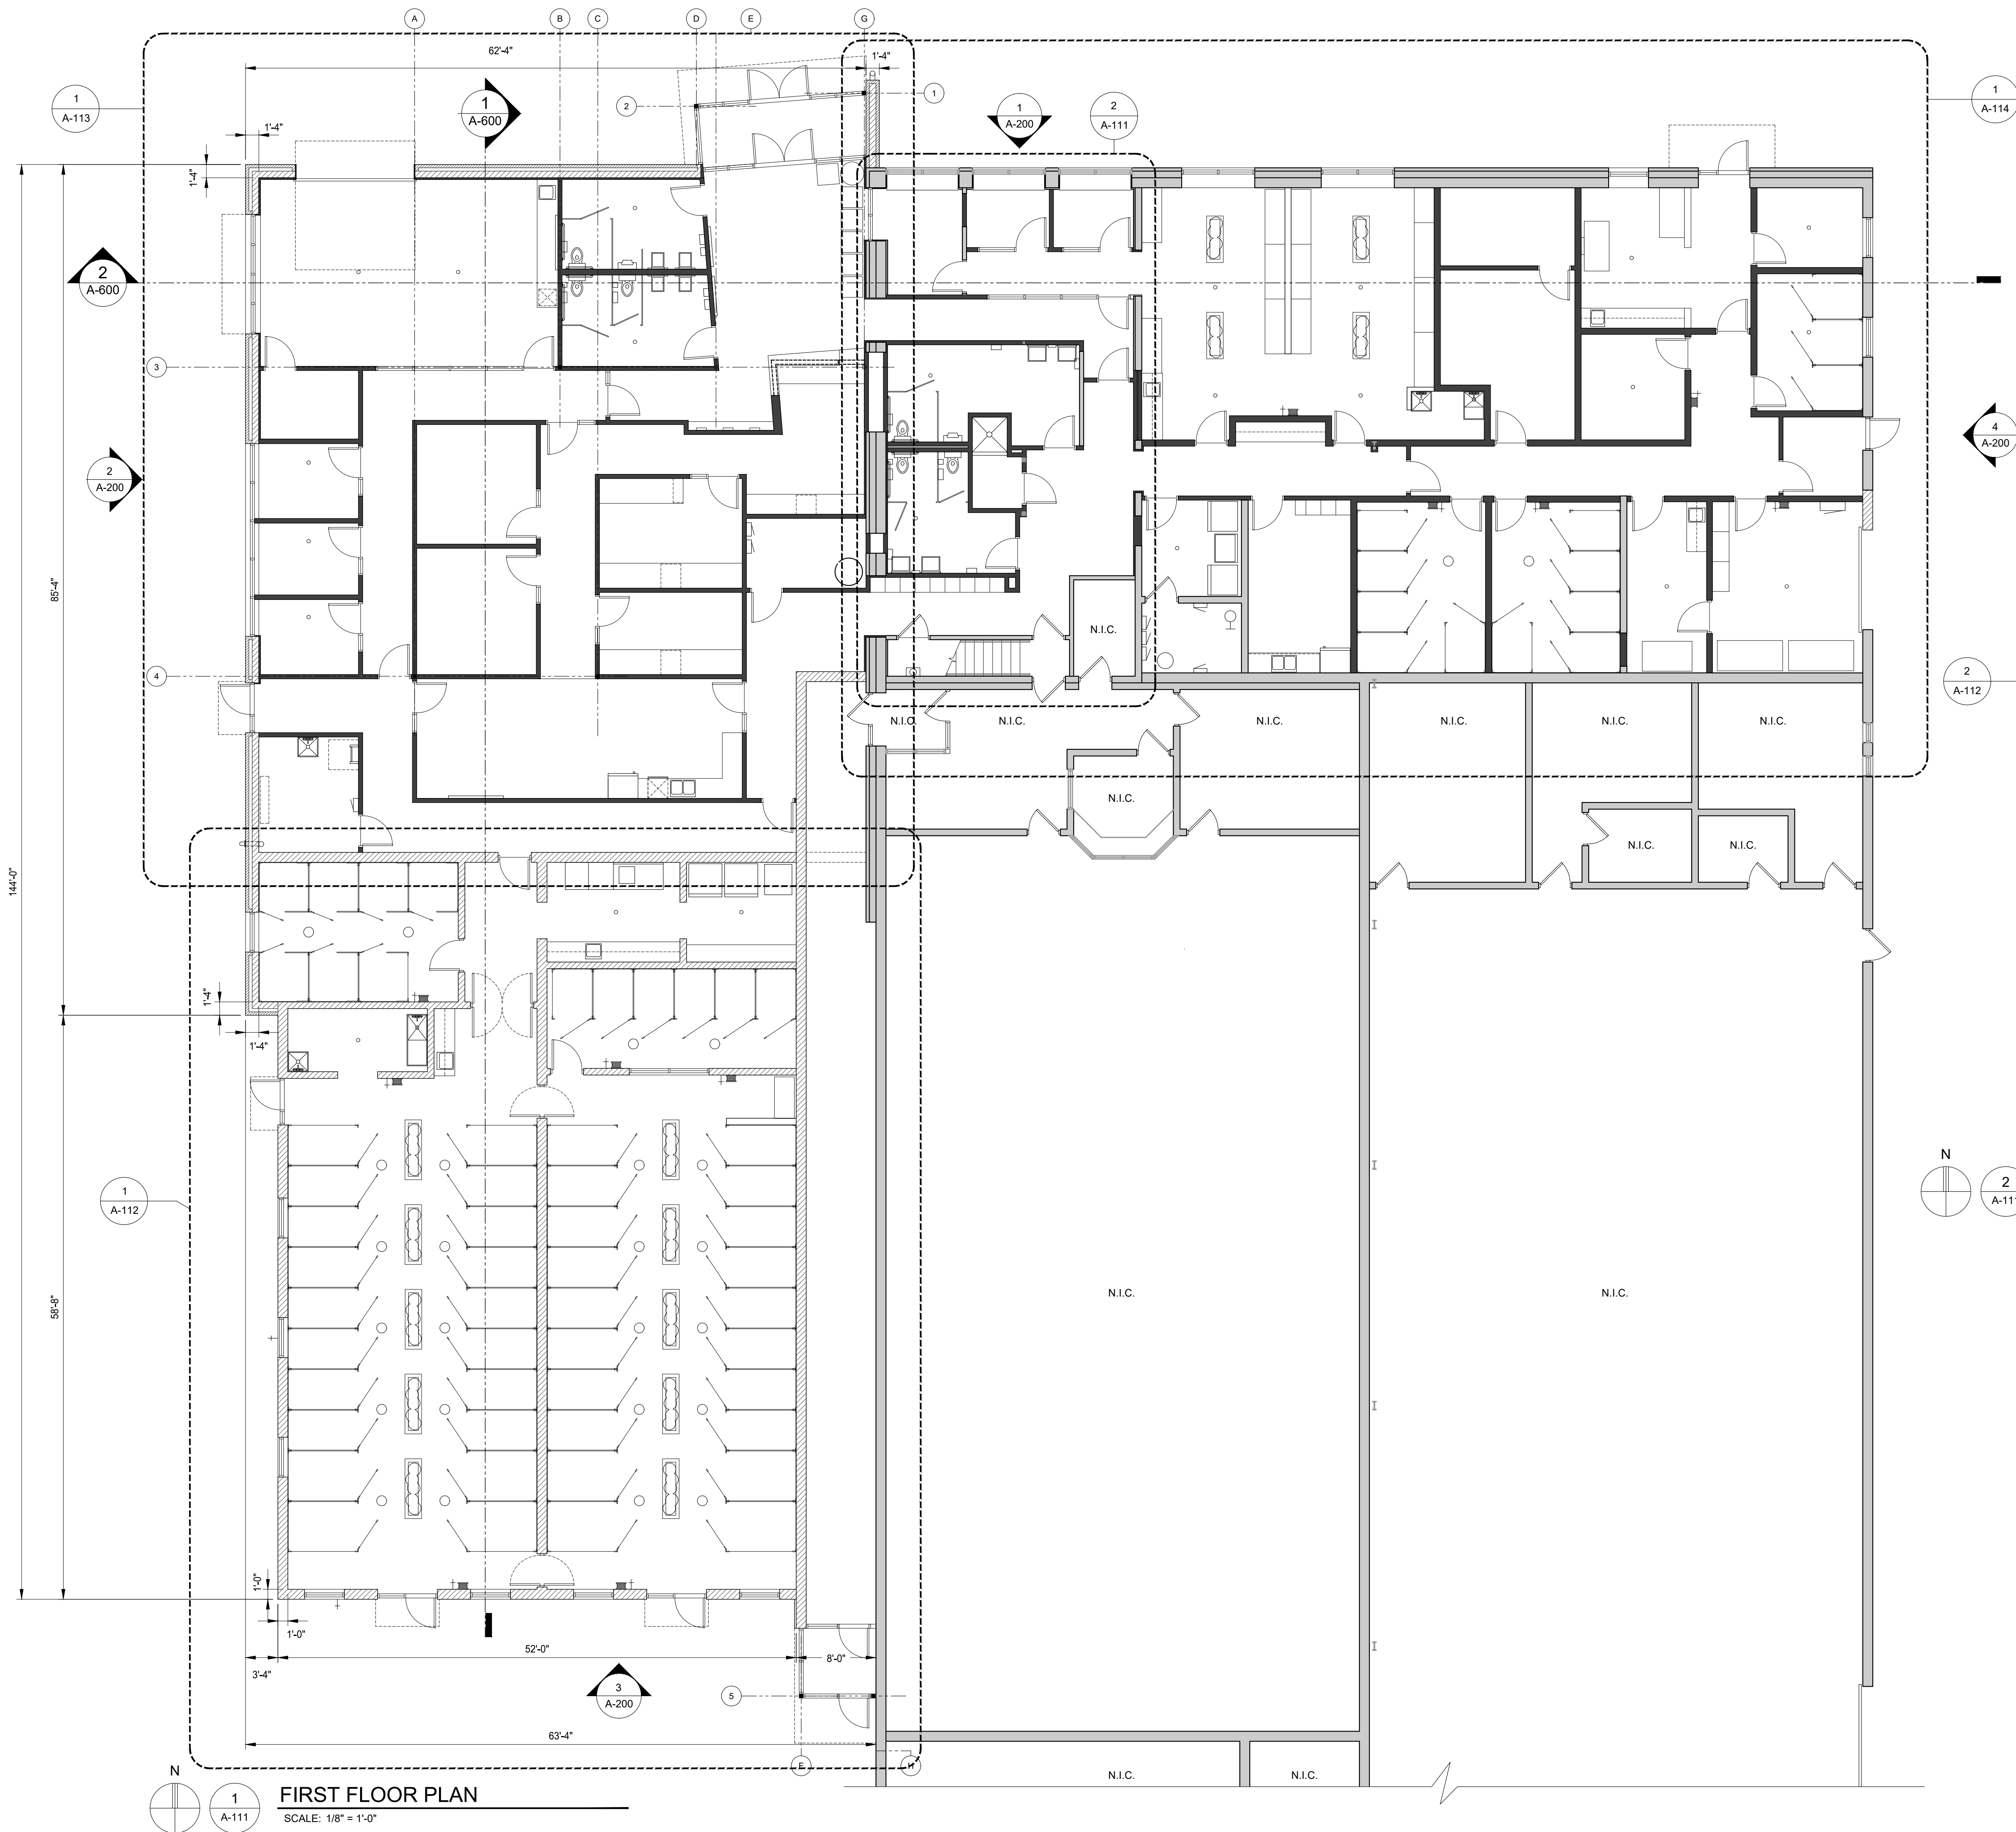 A B C D E G
62'-4"
1'-4"
1
A-113
1
A-600
2
1
1
A-200
2
A-111
1
A-114
1'-4"
1'-4"
2
A-600
3
2
A-200
4
A-200
85'-4"
N.I.C.
4
2
A-112
N.I.C.
N.I.C.
N.I.C.
N.I.C.
N.I.C.
N.I.C.
N.I.C.
N.I.C.
N.I.C.
144'-0"
1'-4"
1'-4"
N
1
A-112
2
58'-8"
N.I.C.
N.I.C.
1'-0"
1'-0"
52'-0"
3'-4"
8'-0"
3
A-200
5
63'-4"
N
N.I.C.
N.I.C.
1
A-111
FIRST FLOOR PLAN
SCALE: 1/8" = 1'-0"